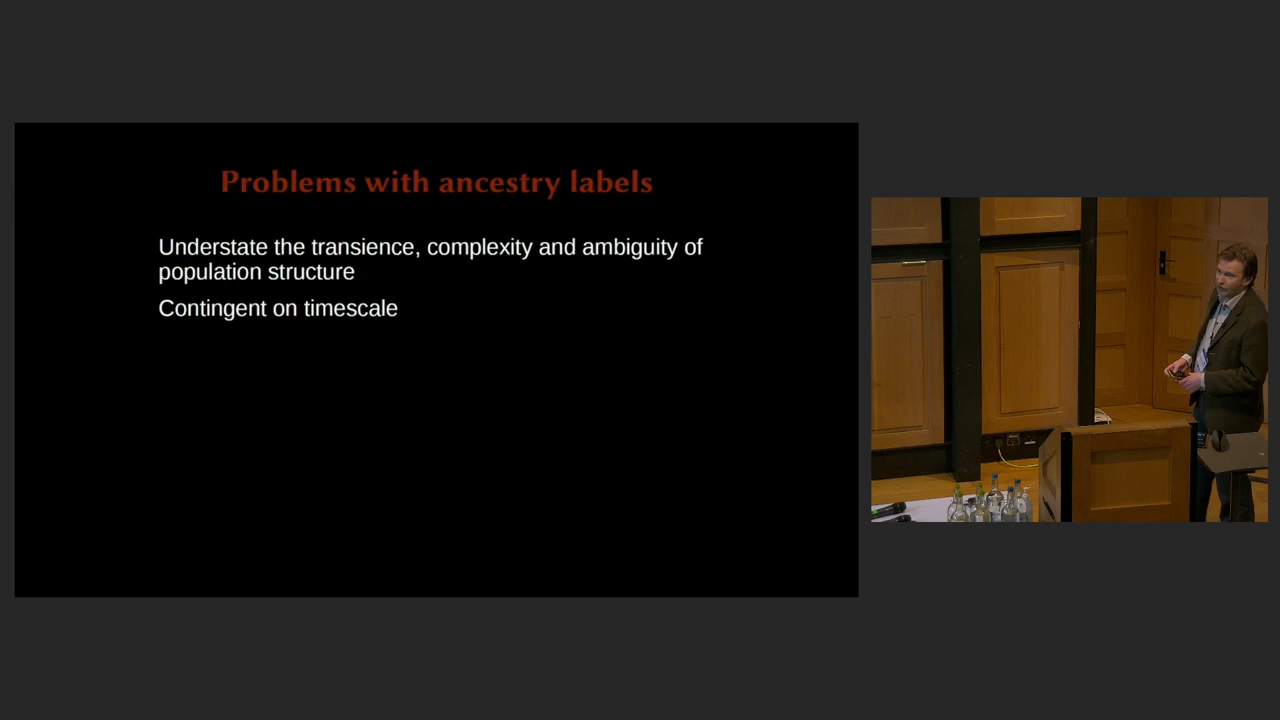 Problems with ancestry labels
Understate the transience, complexity and ambiguity of
population structure
Contingent on timescale